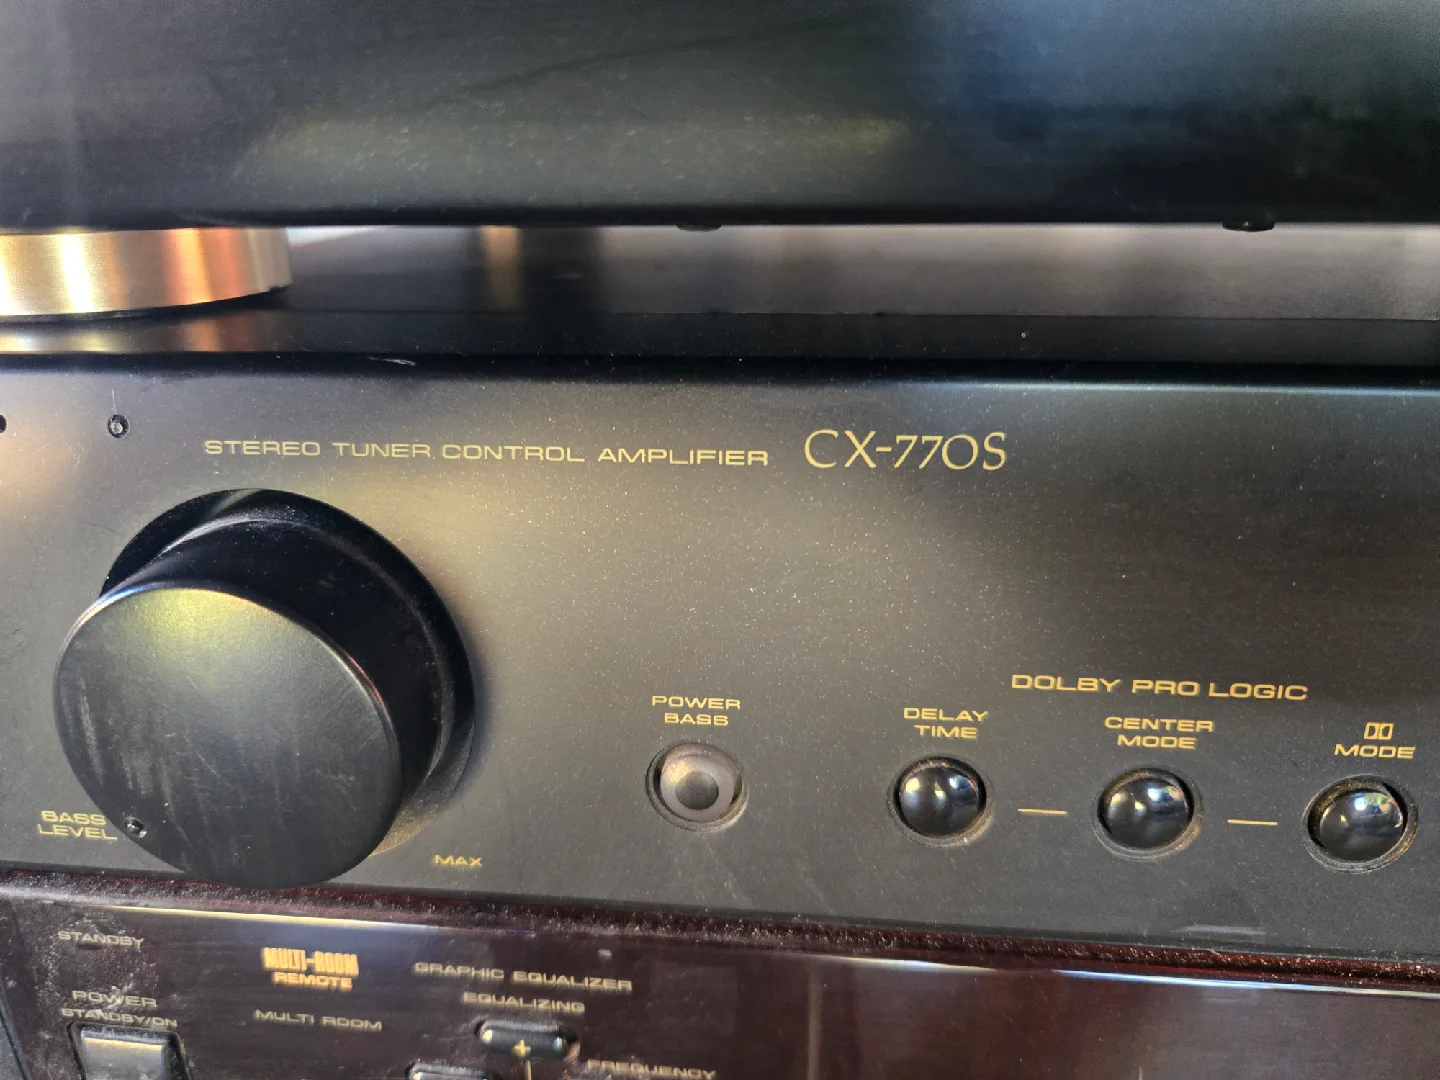 STEREO TUNER CONTROL AMPLIFIER CX-770S
DOLBY PRO LOGIC
POWER
BASS
DELAY
TIME
CENTER
MODE
MODE
BASS
LEVEL
MAX
STANDBY
MULTI-ROOM
REMOTE
GRAPHIC EQUALIZER
EQUALIZING
POWER
STANDBY/ON
MULTI ROOM
+
FREQUENCY